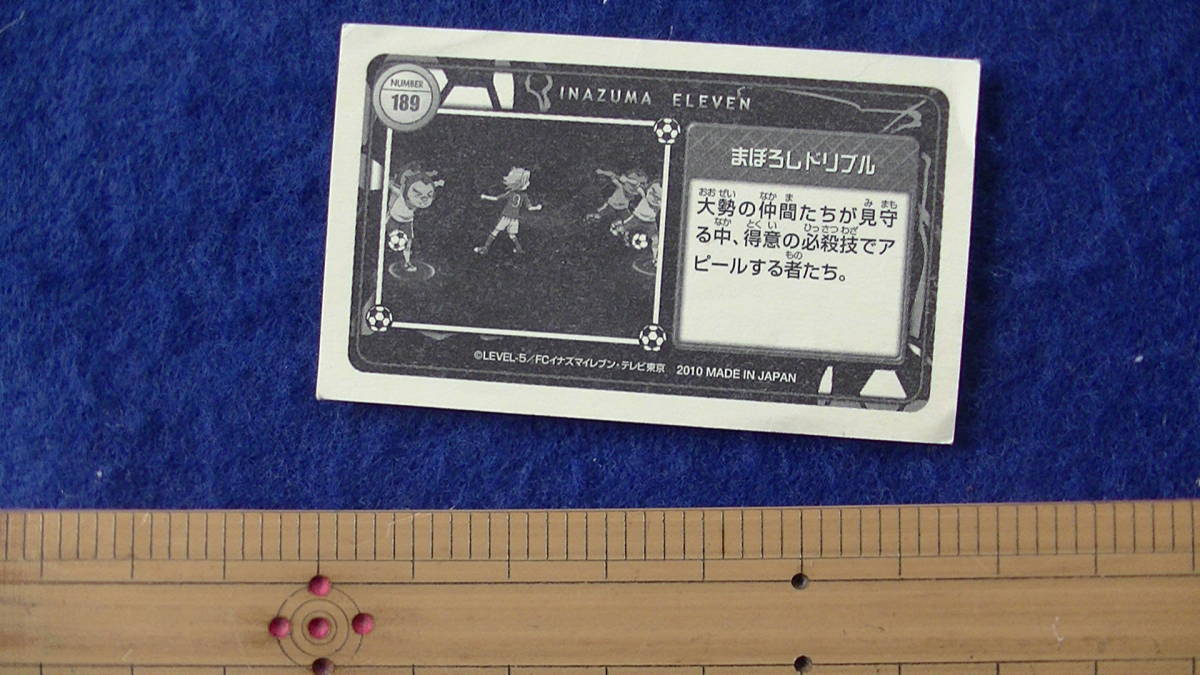 NUMBER
189
INAZUMA ELEVEN
まぼろしドリブル
おおぜい なかま みまも
大勢の仲間たちが見守
なか とくい ひっさつわざ
る中、得意の必殺技でア
もの
ピールする者たち。
©LEVEL-5／FCイナズマイレブン・テレビ東京 2010 MADE IN JAPAN
9